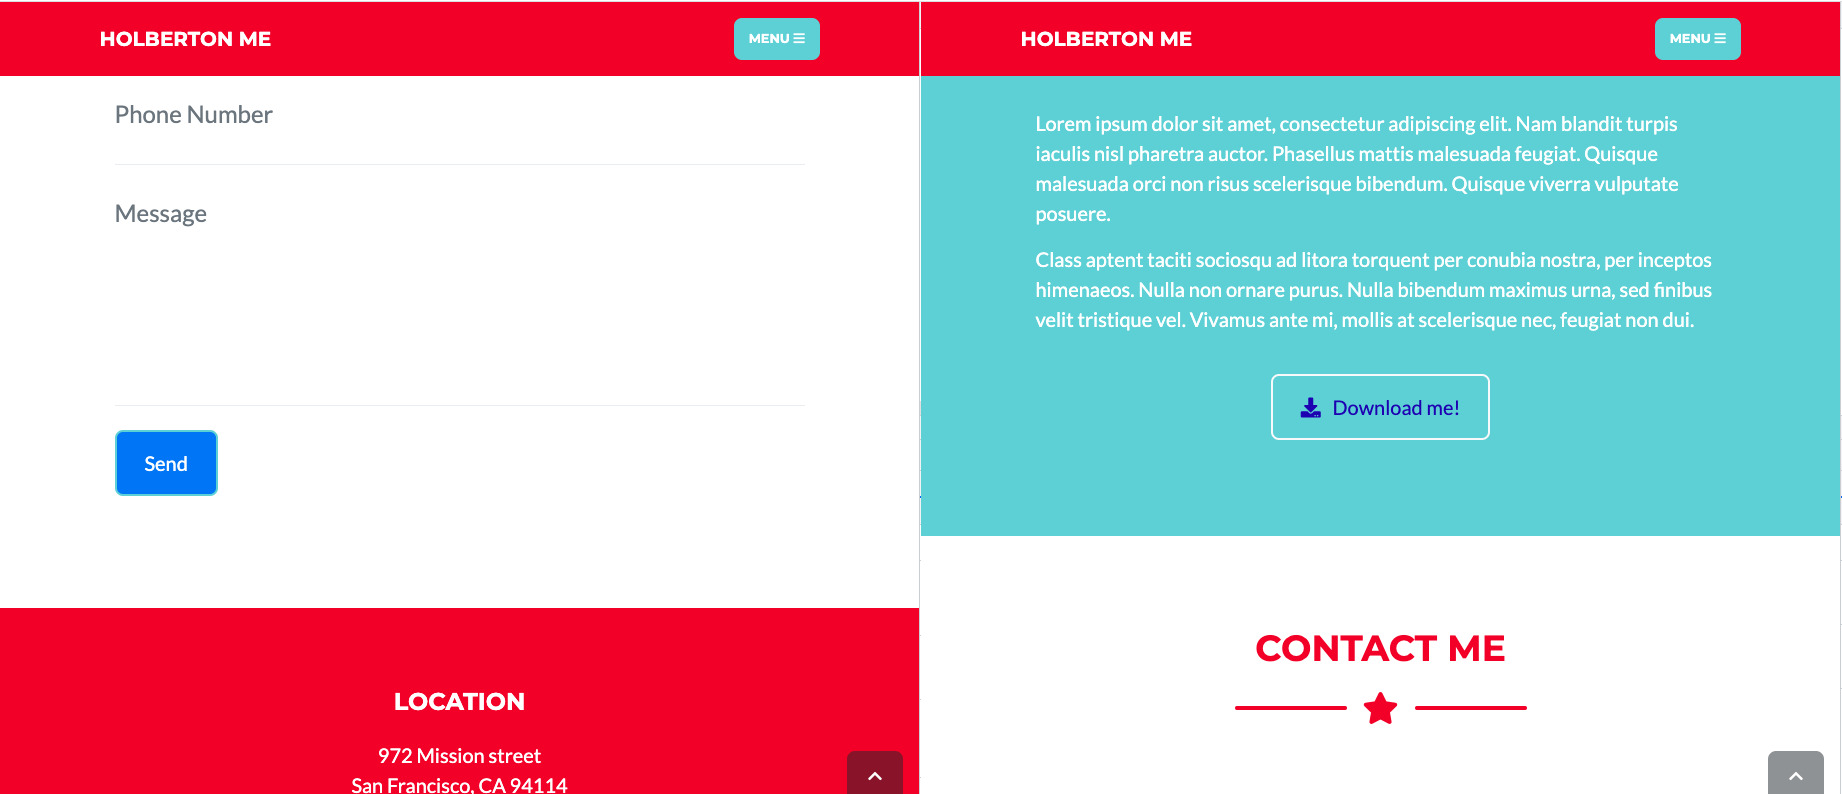 HOLBERTON ME
MENU
Phone Number
Message
Send
LOCATION
972 Mission street
San Francisco, CA 94114
HOLBERTON ME
MENU
Lorem ipsum dolor sit amet, consectetur adipiscing elit. Nam blandit turpis
iaculis nisl pharetra auctor. Phasellus mattis malesuada feugiat. Quisque
malesuada orci non risus scelerisque bibendum. Quisque viverra vulputate
posuere.
Class aptent taciti sociosqu ad litora torquent per conubia nostra, per inceptos
himenaeos. Nulla non ornare purus. Nulla bibendum maximus urna, sed finibus
velit tristique vel. Vivamus ante mi, mollis at scelerisque nec, feugiat non dui.
Download me!
CONTACT ME